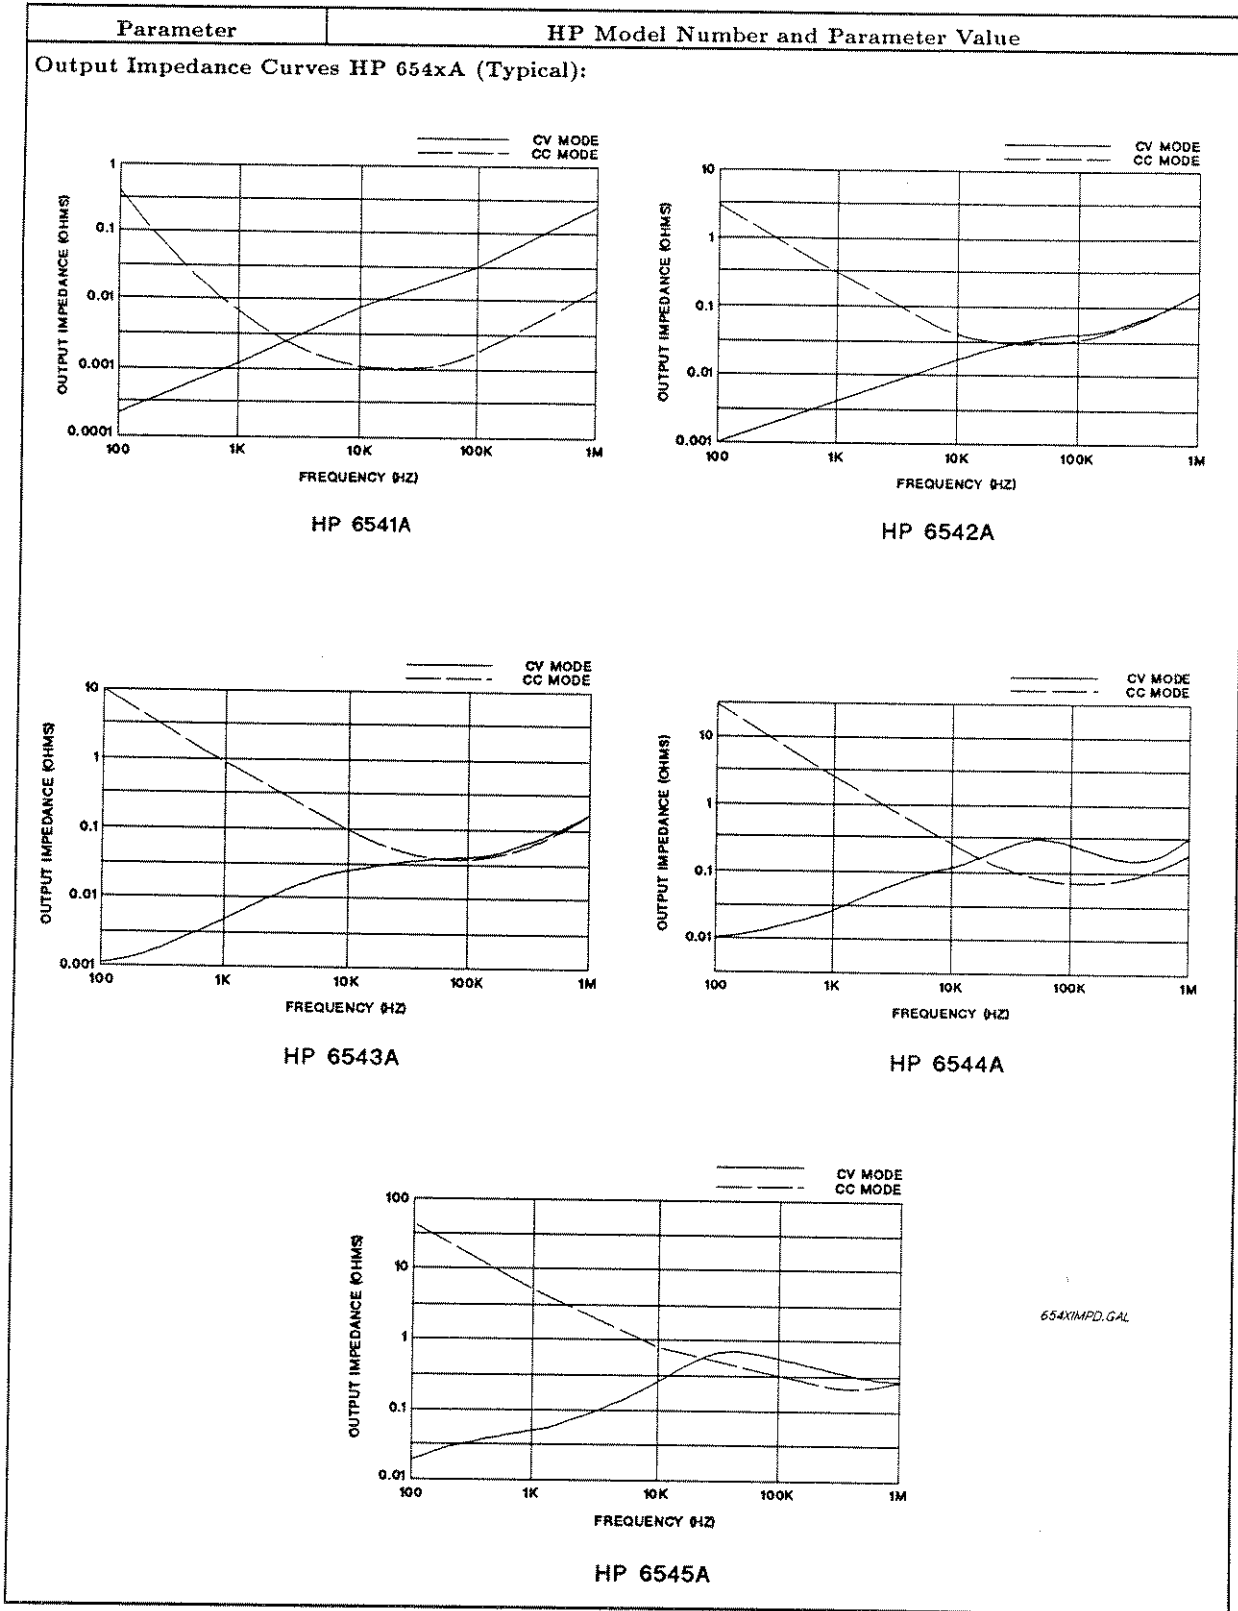 Parameter
HP Model Number and Parameter Value
Output Impedance Curves HP 654xA (Typical):
CV MODE
CC MODE
1
0.1
0.01
0.001
0.0001
OUTPUT IMPEDANCE (OHMS)
100 1K 10K 100K 1M
FREQUENCY (HZ)
HP 6541A
CV MODE
CC MODE
10
1
0.1
0.01
0.001
OUTPUT IMPEDANCE (OHMS)
100 1K 10K 100K 1M
FREQUENCY (HZ)
HP 6542A
CV MODE
CC MODE
10
1
0.1
0.01
0.001
OUTPUT IMPEDANCE (OHMS)
100 1K 10K 100K 1M
FREQUENCY (HZ)
HP 6543A
CV MODE
CC MODE
10
1
0.1
0.01
OUTPUT IMPEDANCE (OHMS)
100 1K 10K 100K 1M
FREQUENCY (HZ)
HP 6544A
CV MODE
CC MODE
100
10
1
0.1
0.01
OUTPUT IMPEDANCE (OHMS)
100 1K 10K 100K 1M
FREQUENCY (HZ)
HP 6545A
654XIMPD.GAL